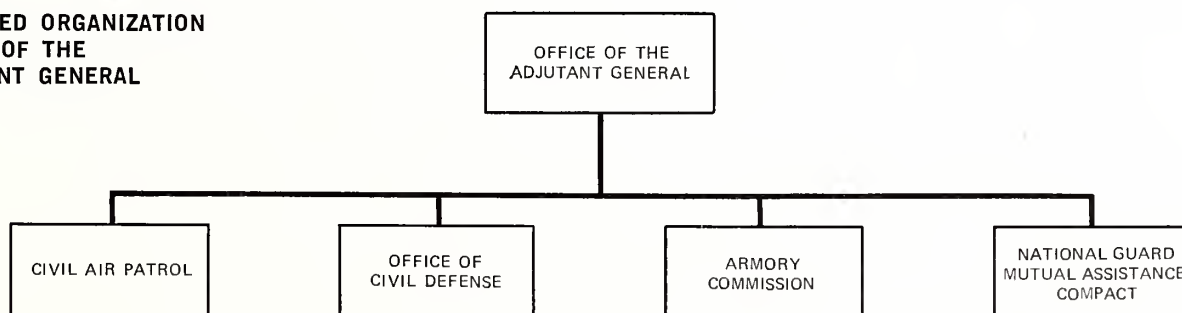 ED ORGANIZATION
OF THE
NT GENERAL
OFFICE OF THE
ADJUTANT GENERAL
CIVIL AIR PATROL
OFFICE OF
CIVIL DEFENSE
ARMORY
COMMISSION
NATIONAL GUARD
MUTUAL ASSISTANCE
COMPACT